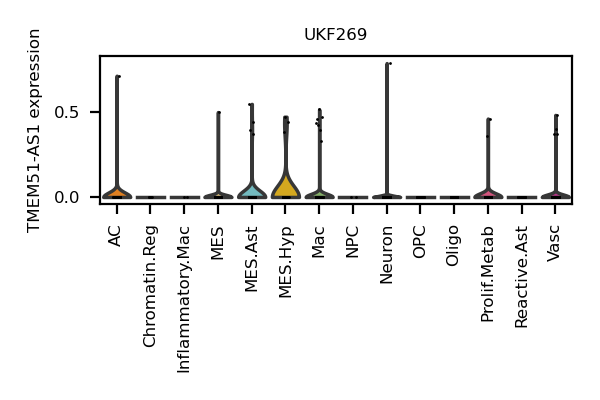 UKF269
TMEM51-AS1 expression
0.5
0.0
AC
Chromatin.Reg
Inflammatory.Mac
MES
MES.Ast
MES.Hyp
Mac
NPC
Neuron
OPC
Oligo
Prolif.Metab
Reactive.Ast
Vasc